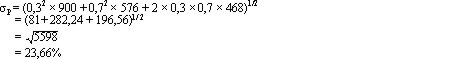 σp = (0,3² × 900 + 0,7² × 576 + 2 × 0,3 × 0,7 × 468)^1/2
= (81+ 282,24 + 196,56)^1/2
= √5598
= 23,66%